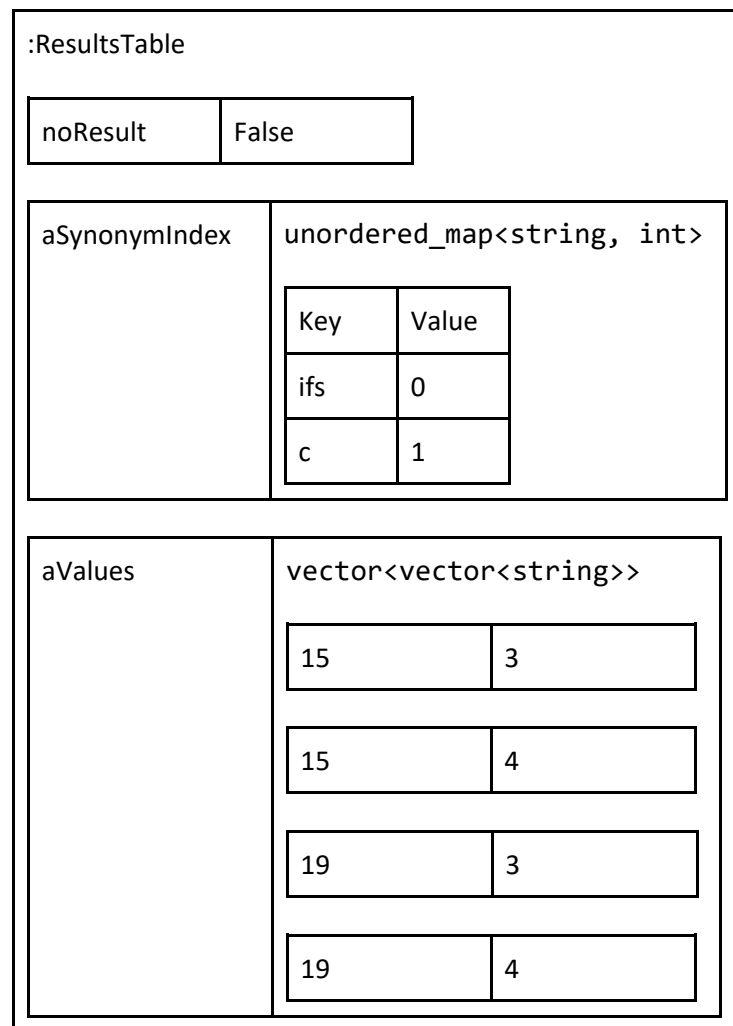 :ResultsTable
noResult False
aSynonymIndex unordered_map<string, int>
Key Value
ifs 0
c 1
aValues vector<vector<string>>
15 3
15 4
19 3
19 4